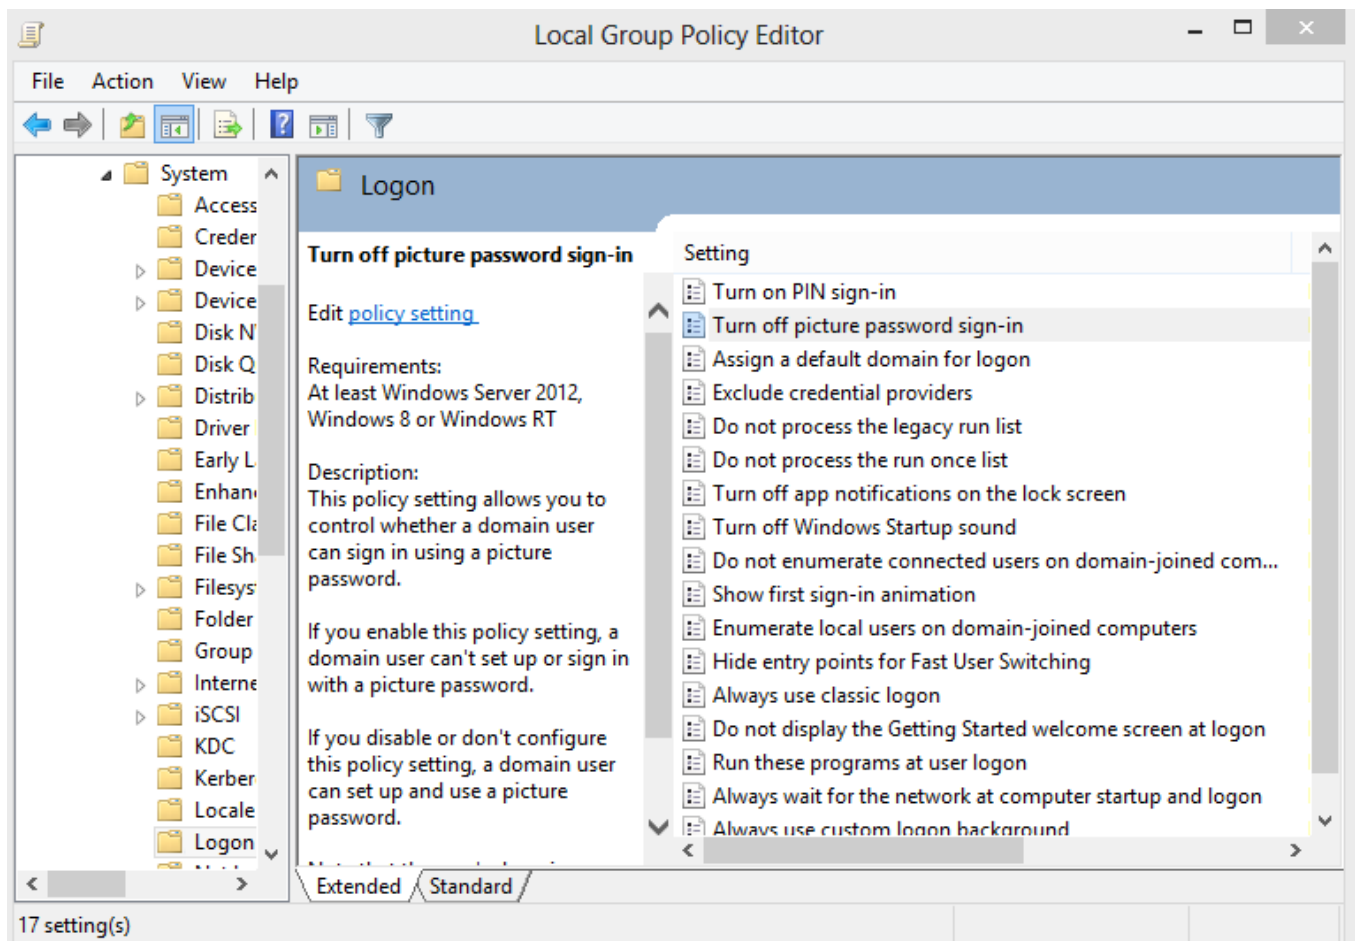 Local Group Policy Editor
File Action View Help
System
Access
Creder
Device
Device
Disk N
Disk Q
Distrib
Driver
Early L
Enhan
File Cla
File Sh
Filesys
Folder
Group
Interne
iSCSI
KDC
Kerber
Locale
Logon
Logon
Turn off picture password sign-in
Edit policy setting
Requirements:
At least Windows Server 2012,
Windows 8 or Windows RT
Description:
This policy setting allows you to
control whether a domain user
can sign in using a picture
password.
If you enable this policy setting, a
domain user can't set up or sign in
with a picture password.
If you disable or don't configure
this policy setting, a domain user
can set up and use a picture
password.
Setting
Turn on PIN sign-in
Turn off picture password sign-in
Assign a default domain for logon
Exclude credential providers
Do not process the legacy run list
Do not process the run once list
Turn off app notifications on the lock screen
Turn off Windows Startup sound
Do not enumerate connected users on domain-joined com...
Show first sign-in animation
Enumerate local users on domain-joined computers
Hide entry points for Fast User Switching
Always use classic logon
Do not display the Getting Started welcome screen at logon
Run these programs at user logon
Always wait for the network at computer startup and logon
Always use custom logon background
Extended Standard
17 setting(s)